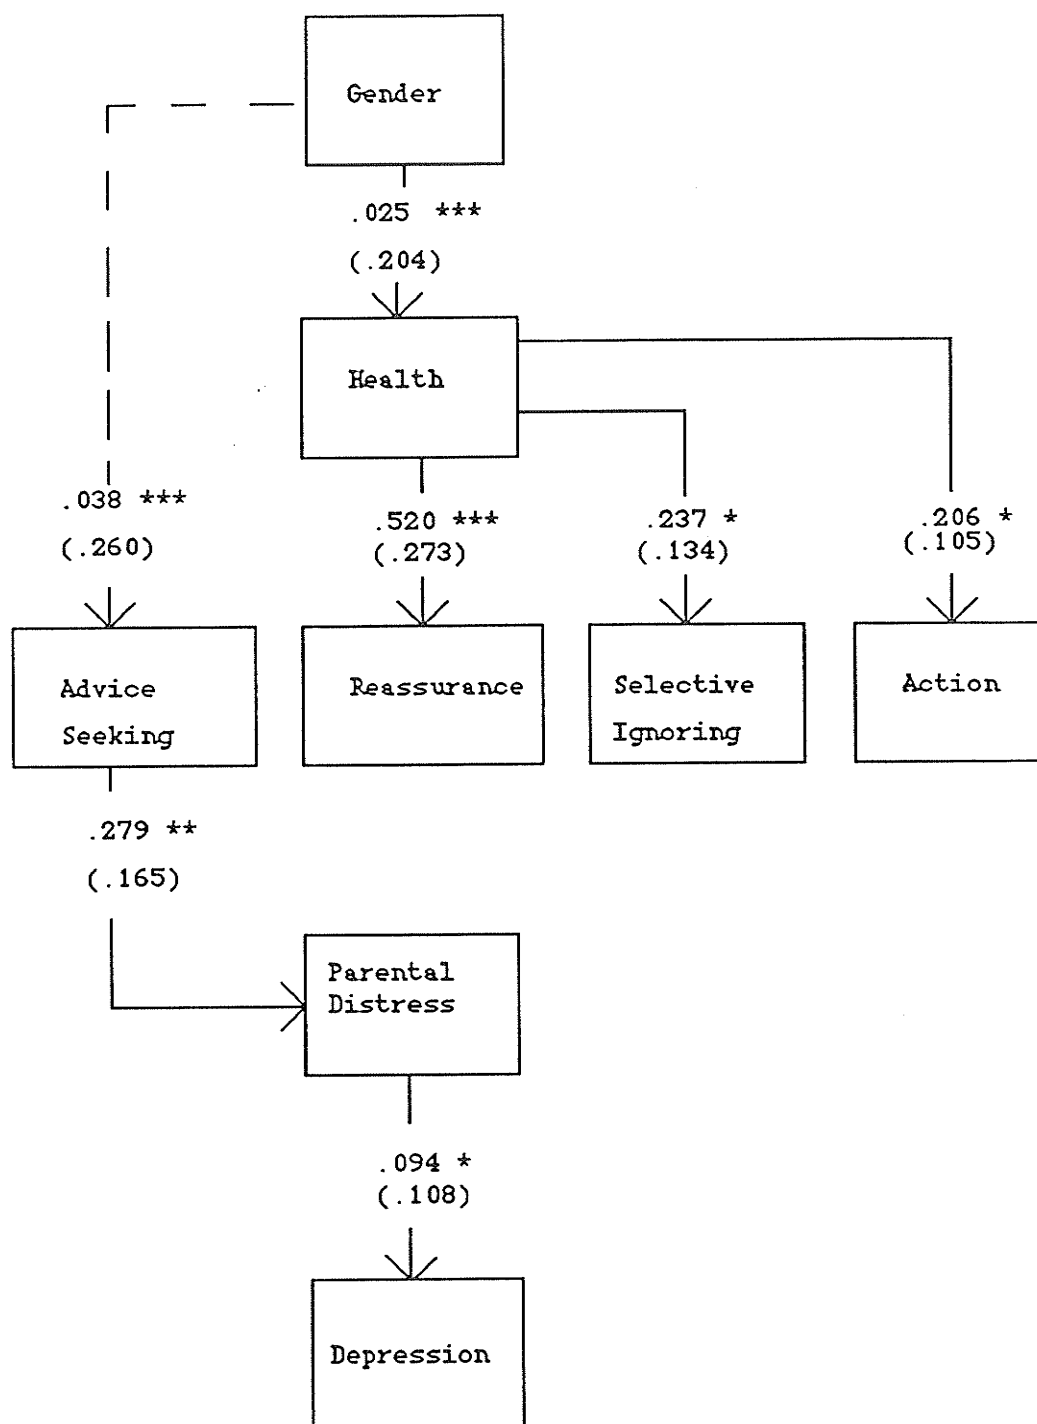 Gender
.025 ***
(.204)
Health
.038 ***
(.260)
.520 ***
(.273)
.237 *
(.134)
.206 *
(.105)
Advice
Seeking
Reassurance
Selective
Ignoring
Action
.279 **
(.165)
Parental
Distress
.094 *
(.108)
Depression